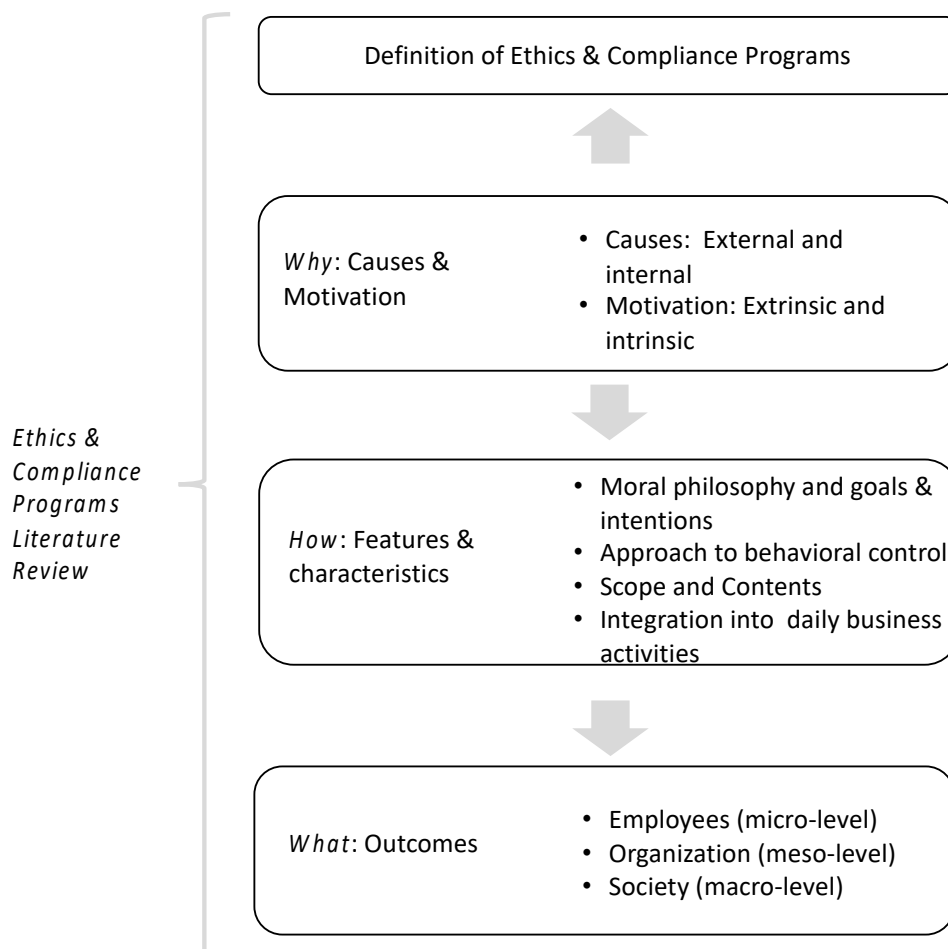 Definition of Ethics & Compliance Programs
Why: Causes &
Motivation
• Causes:  External and
internal
• Motivation: Extrinsic and
intrinsic
Ethics &
Compliance
Programs
Literature
Review
How: Features &
characteristics
• Moral philosophy and goals &
intentions
• Approach to behavioral control
• Scope and Contents
• Integration into  daily business
activities
What: Outcomes
• Employees (micro-level)
• Organization (meso-level)
• Society (macro-level)